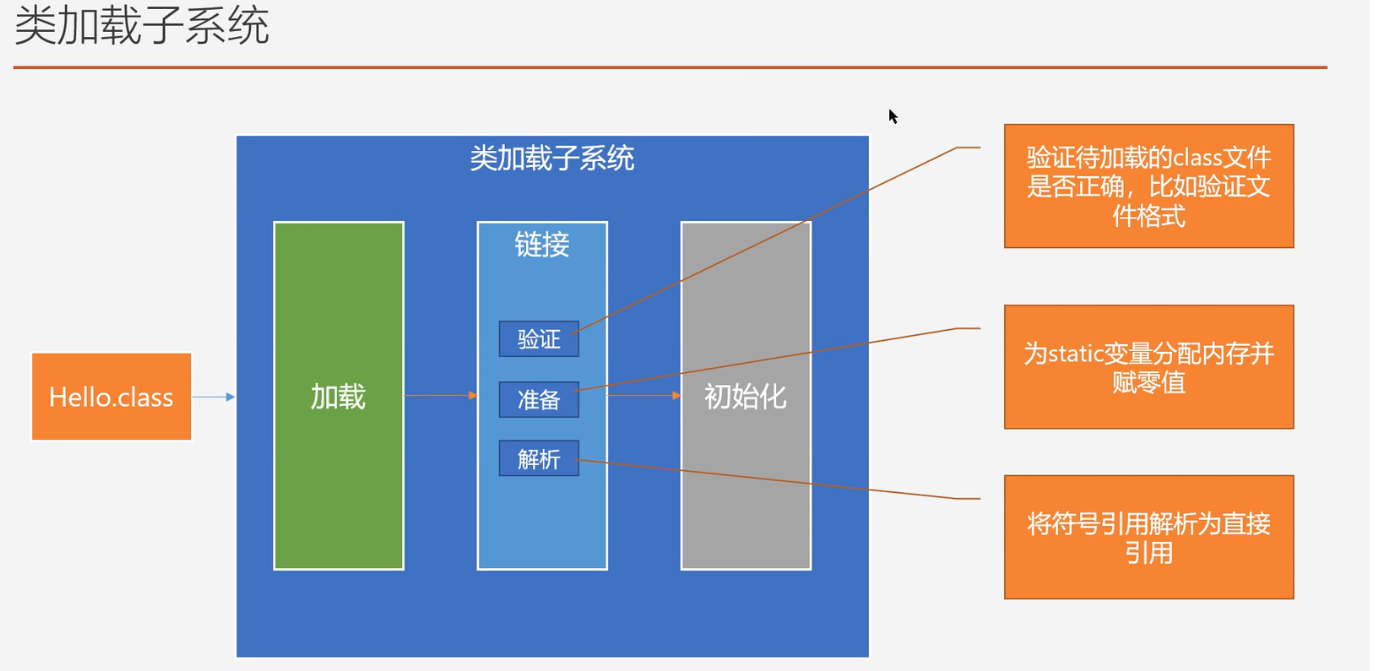 类加载子系统
类加载子系统
Hello.class
加载
链接
验证
准备
解析
初始化
验证待加载的class文件
是否正确，比如验证文
件格式
为static变量分配内存并
赋零值
将符号引用解析为直接
引用